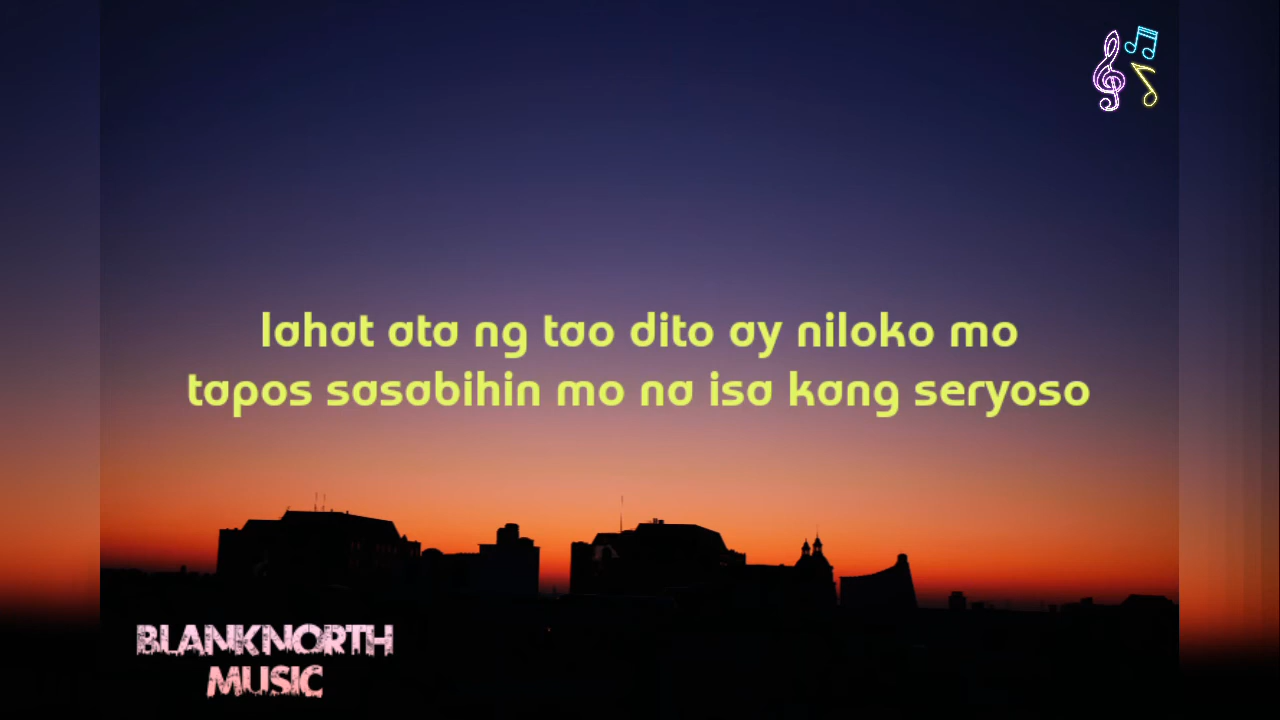 lahat ata ng tao dito ay niloko mo
tapos sasabihin mo na isa kang seryoso
BLANKNORTH
MUSIC